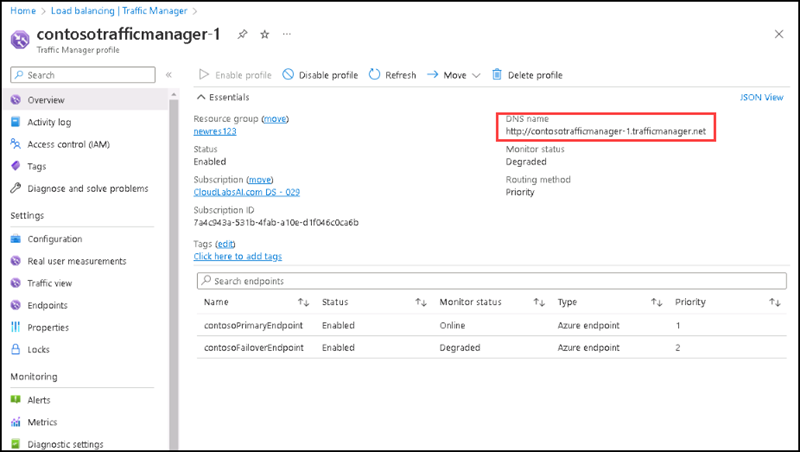 Home > Load balancing | Traffic Manager >
contosotrafficmanager-1
Traffic Manager profile
Search
Overview
Activity log
Access control (IAM)
Tags
Diagnose and solve problems
Settings
Configuration
Real user measurements
Traffic view
Endpoints
Properties
Locks
Monitoring
Alerts
Metrics
Diagnostic settings
Enable profile Disable profile Refresh Move Delete profile
Essentials JSON View
Resource group (move)
newres123
Status
Enabled
Subscription (move)
CloudLabsAI.com DS - 029
Subscription ID
7a4c943a-531b-4fab-a10e-d1f046c0ca6b
Tags (edit)
Click here to add tags
DNS name
http://contosotrafficmanager-1.trafficmanager.net
Monitor status
Degraded
Routing method
Priority
Search endpoints
Name Status Monitor status Type Priority
contosoPrimaryEndpoint Enabled Online Azure endpoint 1
contosoFailoverEndpoint Enabled Degraded Azure endpoint 2